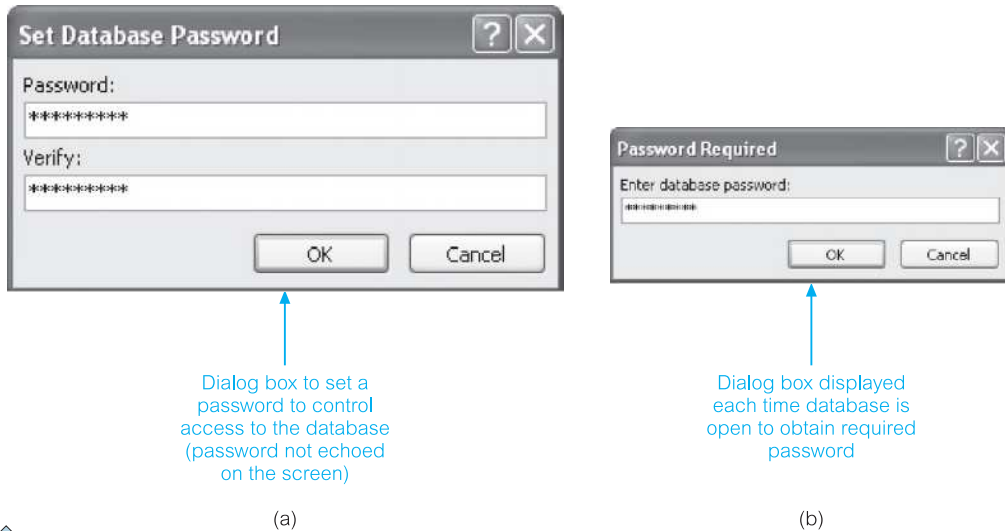 Set Database Password
Password:
*********
Verify:
*********
OK
Cancel
Dialog box to set a
password to control
access to the database
(password not echoed
on the screen)
(a)
Password Required
Enter database password:
*********
OK
Cancel
Dialog box displayed
each time database is
open to obtain required
password
(b)